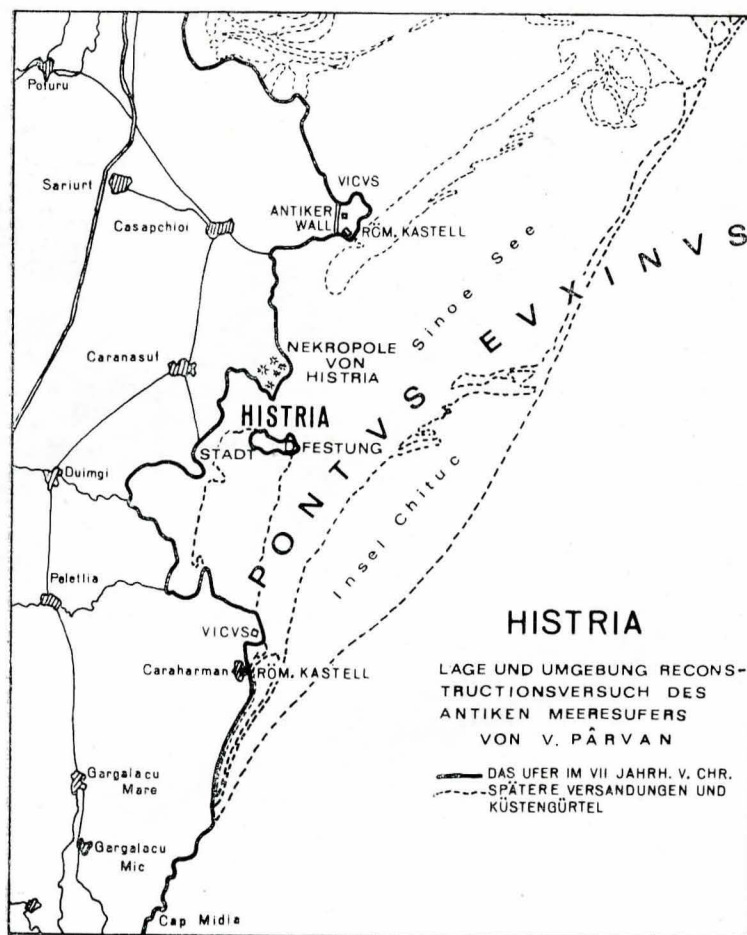 Poturu
Sariurt
Casapchioi
VICVS
ANTIKER
WALL
RÖM. KASTELL
Sinoe See
PONTVS EVXINVS
Caranasuf
NEKROPOLE
VON
HISTRIA
HISTRIA
STADT
FESTUNG
Duimgi
Insel Chituc
Peletlia
VICVS
Caraharman
RÖM. KASTELL
Gargalacu
Mare
Gargalacu
Mic
Cap Midia
HISTRIA
LAGE UND UMGEBUNG RECONS-
TRUCTIONSVERSUCH DES
ANTIKEN MEERESUFERS
VON V. PÂRVAN
DAS UFER IM VII JAHRH. V. CHR.
SPÄTERE VERSANDUNGEN UND
KÜSTENGÜRTEL